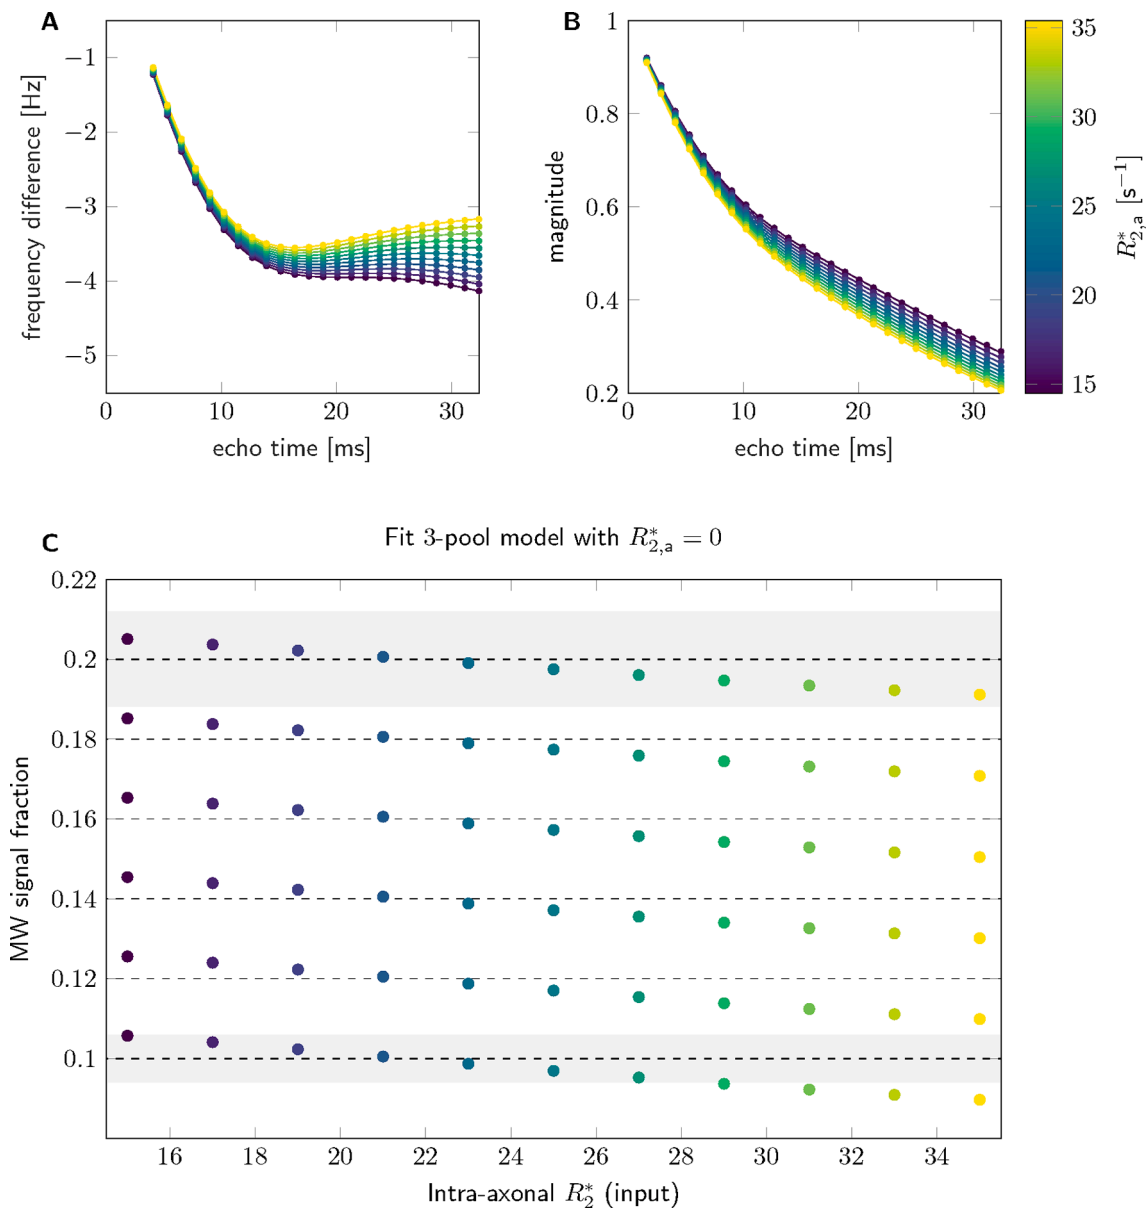 A
−1
−2
−3
−4
−5
0
10
20
30
frequency difference [Hz]
echo time [ms]
B
1
0.8
0.6
0.4
0.2
0
10
20
30
magnitude
echo time [ms]
35
30
25
20
15
R*2,a [s−1]
C
Fit 3-pool model with R*2,a = 0
0.22
0.2
0.18
0.16
0.14
0.12
0.1
MW signal fraction
16 18 20 22 24 26 28 30 32 34
Intra-axonal R*2 (input)